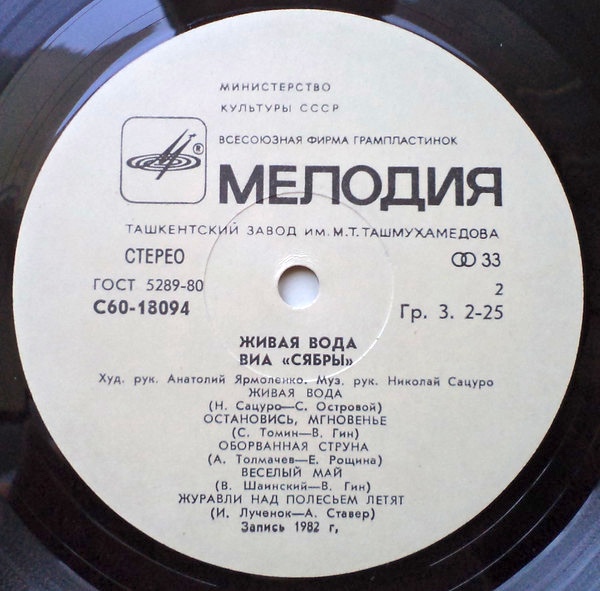 МИНИСТЕРСТВО
КУЛЬТУРЫ СССР
ВСЕСОЮЗНАЯ ФИРМА ГРАМПЛАСТИНОК
®
МЕЛОДИЯ
ТАШКЕНТСКИЙ ЗАВОД ИМ. М.Т. ТАШМУХАМЕДОВА
СТЕРЕО 33
ГОСТ 5289-80 2
С60-18094 Гр. 3. 2-25
ЖИВАЯ ВОДА
ВИА «СЯБРЫ»
Худ. рук. Анатолий Ярмоленко. Муз. рук. Николай Сацуро
ЖИВАЯ ВОДА
(Н. Сацуро—С. Островой)
ОСТАНОВИСЬ, МГНОВЕНЬЕ
(С. Томин—В. Гин)
ОБОРВАННАЯ СТРУНА
(А. Толмачев—Е. Рощина)
ВЕСЕЛЫЙ МАЙ
(В. Шаинский—В. Гин)
ЖУРАВЛИ НАД ПОЛЕСЬЕМ ЛЕТЯТ
(И. Лученок—А. Ставер)
Запись 1982 г,